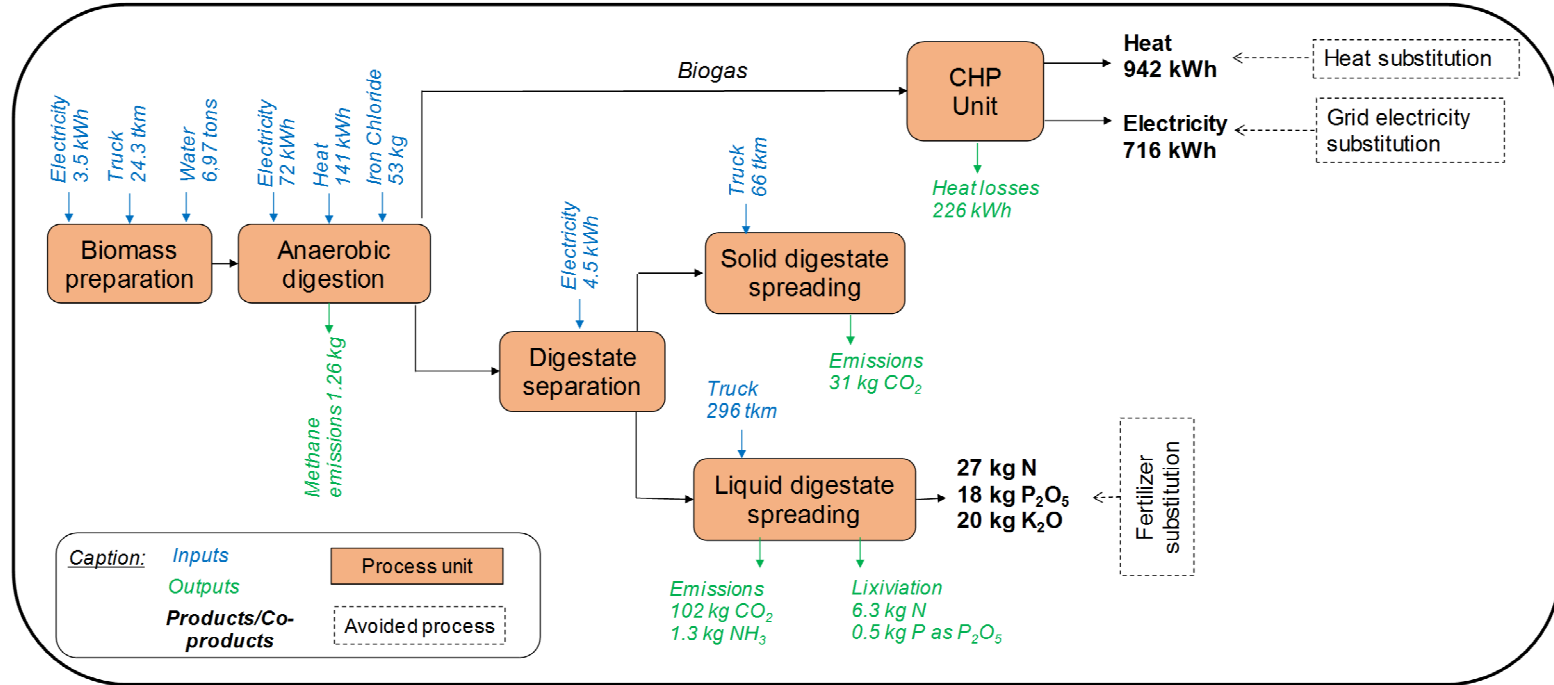 Electricity
3.5 kWh
Truck
24.3 tkm
Water
6,97 tons
Electricity
72 kWh
Heat
141 kWh
Iron Chloride
53 kg
Biogas
CHP
Unit
Heat
942 kWh
Heat substitution
Electricity
716 kWh
Grid electricity
substitution
Heat losses
226 kWh
Biomass
preparation
Anaerobic
digestion
Methane
emissions 1.26 kg
Electricity
4.5 kWh
Digestate
separation
Truck
66 tkm
Solid digestate
spreading
Emissions
31 kg CO₂
Truck
296 tkm
Liquid digestate
spreading
27 kg N
18 kg P₂O₅
20 kg K₂O
Fertilizer
substitution
Emissions
102 kg CO₂
1.3 kg NH₃
Lixiviation
6.3 kg N
0.5 kg P as P₂O₅
Caption:
Inputs
Outputs
Products/Co-
products
Process unit
Avoided process